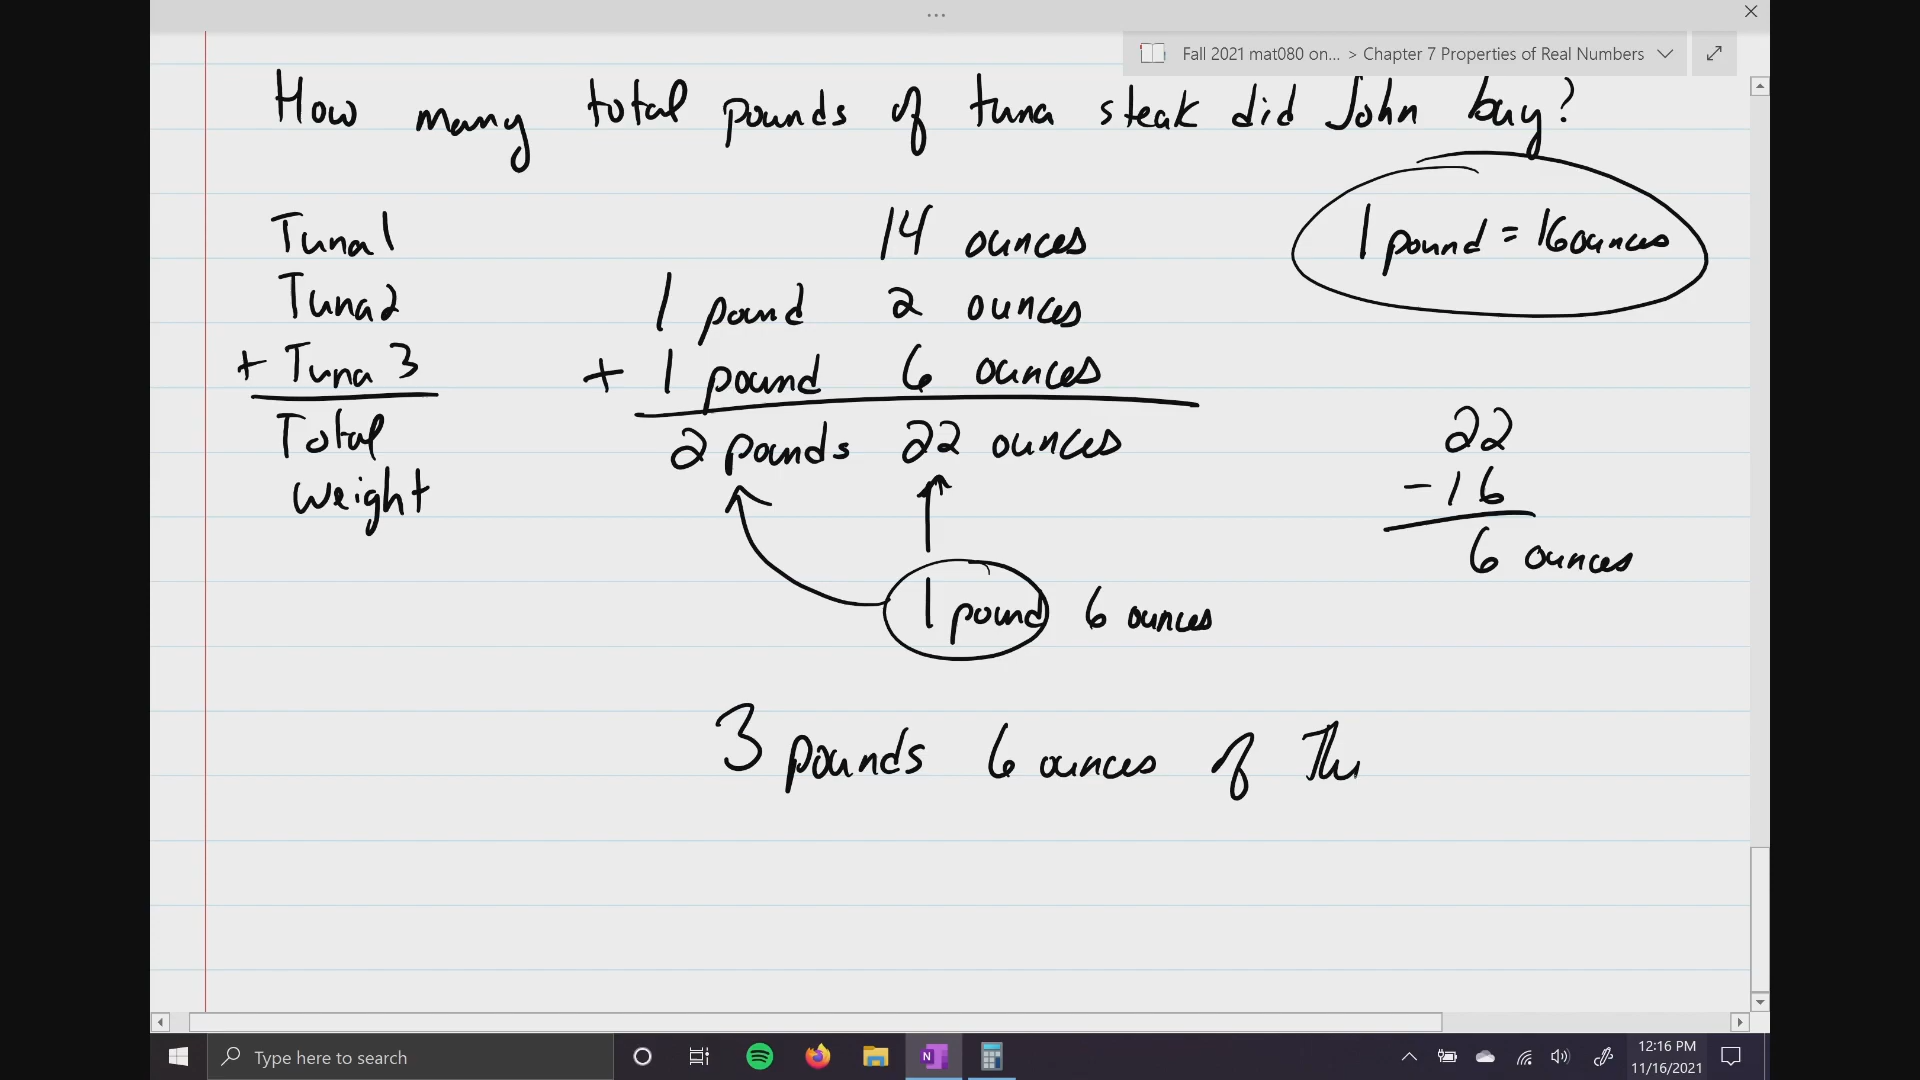 ...
Fall 2021 mat080 on... > Chapter 7 Properties of Real Numbers
How many total pounds of tuna steak did John buy?
1 pound = 16 ounces
Tuna 1 14 ounces
Tuna 2 1 pound 2 ounces
+ Tuna 3 + 1 pound 6 ounces
Total 2 pounds 22 ounces
weight
22
-16
6 ounces
1 pound 6 ounces
3 pounds 6 ounces of
Type here to search
12:16 PM
11/16/2021